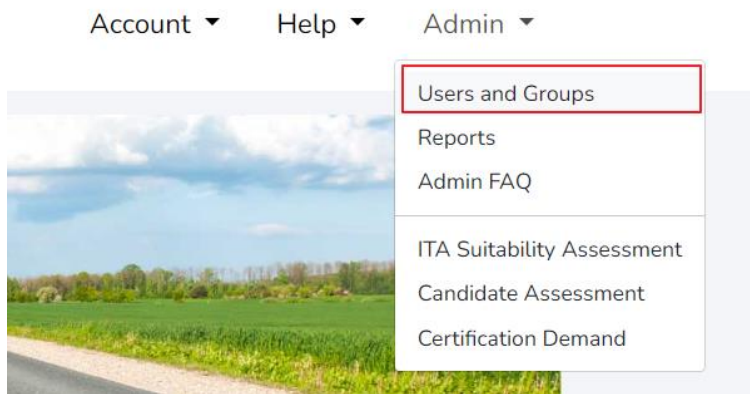 Account Help Admin
Users and Groups
Reports
Admin FAQ
ITA Suitability Assessment
Candidate Assessment
Certification Demand